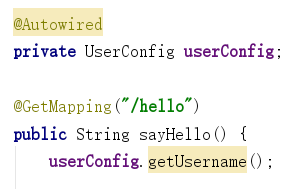 @Autowired
private UserConfig userConfig;
@GetMapping("/hello")
public String sayHello() {
userConfig.getUsername();